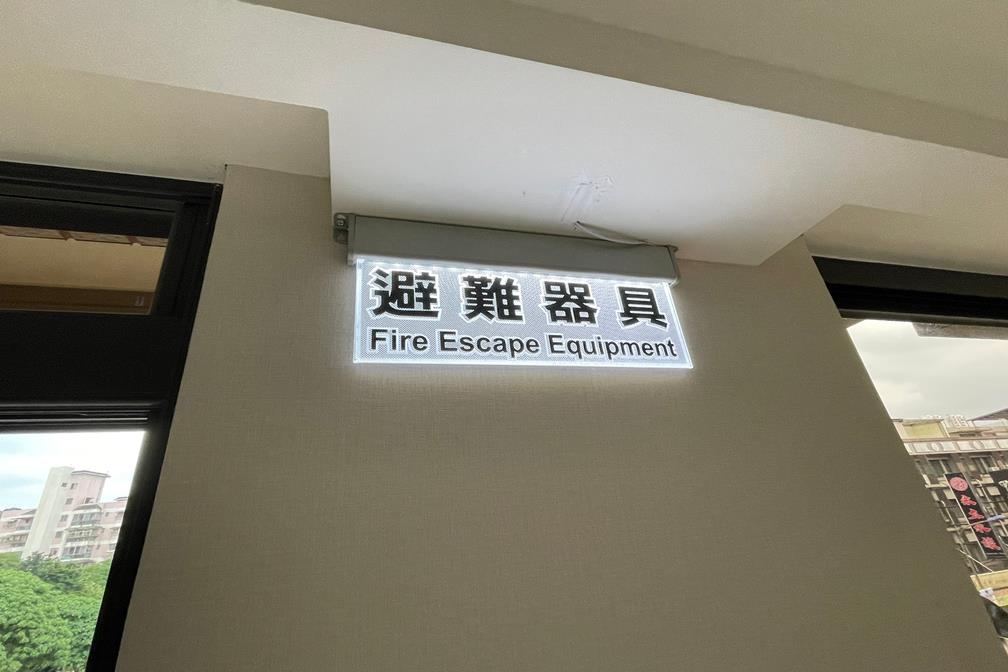 避難器具
Fire Escape Equipment